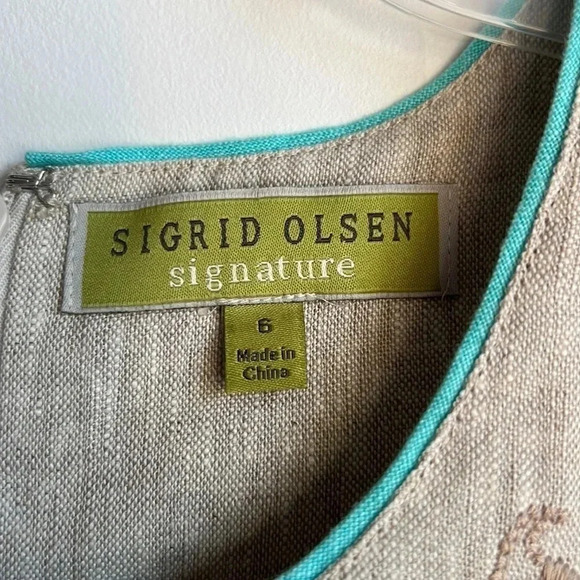 SIGRID OLSEN
signature
6
Made in
China